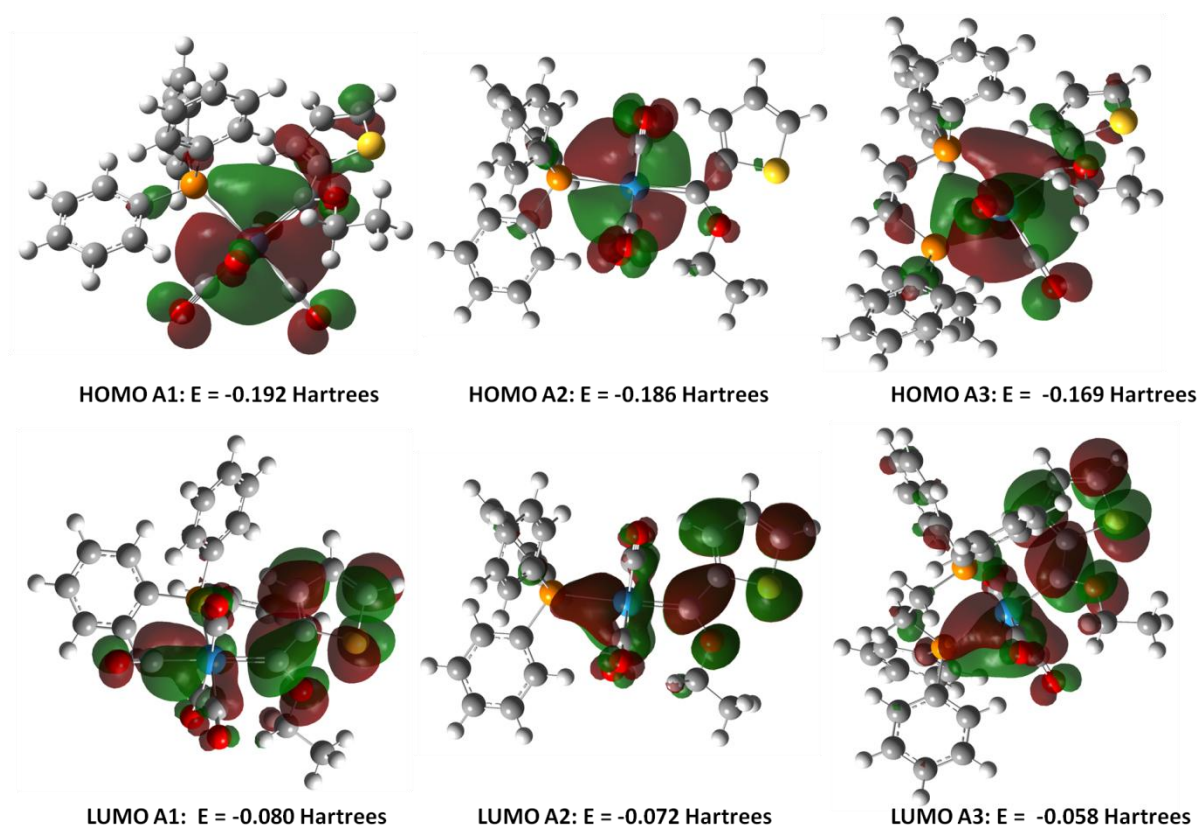 HOMO A1: E = -0.192 Hartrees
HOMO A2: E = -0.186 Hartrees
HOMO A3: E =  -0.169 Hartrees
LUMO A1:  E = -0.080 Hartrees
LUMO A2: E = -0.072 Hartrees
LUMO A3: E =  -0.058 Hartrees